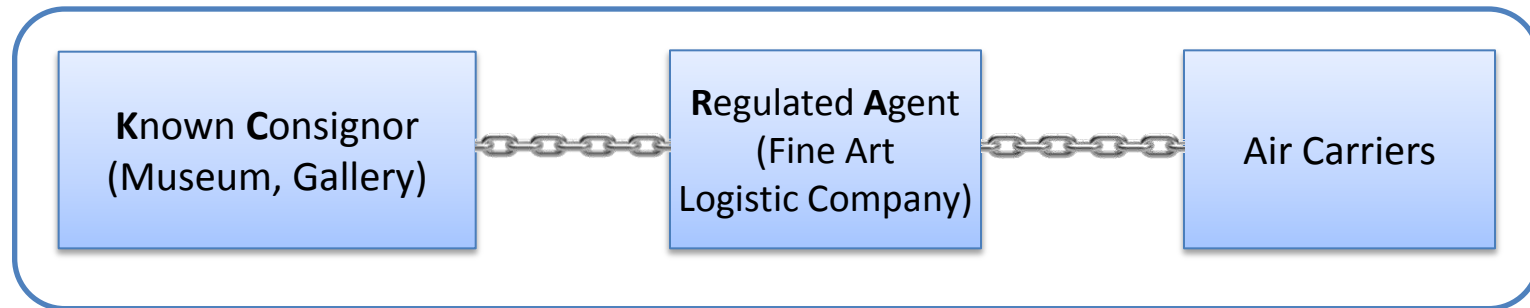 Known Consignor
(Museum, Gallery)
Regulated Agent
(Fine Art
Logistic Company)
Air Carriers